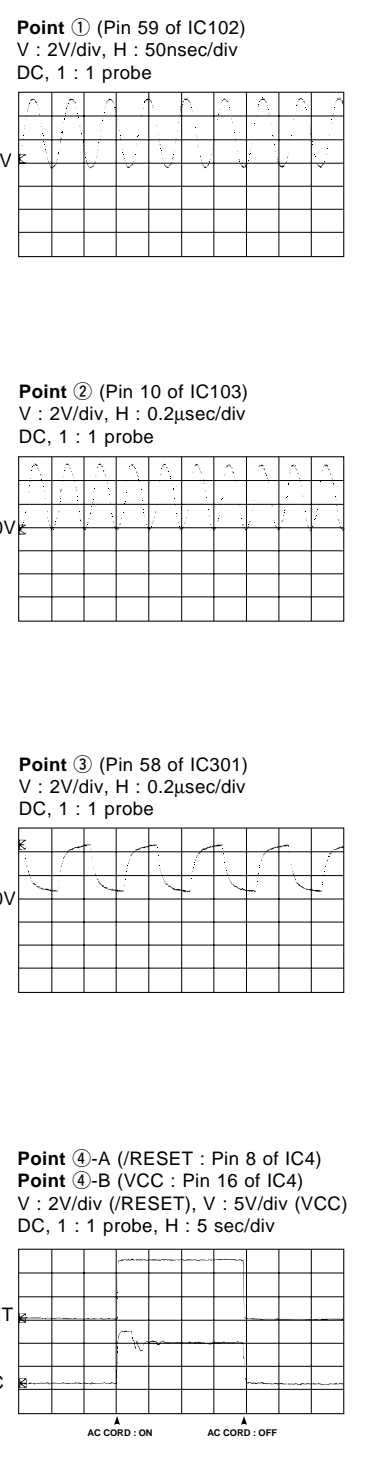 Point ① (Pin 59 of IC102)
V : 2V/div, H : 50nsec/div
DC, 1 : 1 probe
V
Point ② (Pin 10 of IC103)
V : 2V/div, H : 0.2µsec/div
DC, 1 : 1 probe
0V
Point ③ (Pin 58 of IC301)
V : 2V/div, H : 0.2µsec/div
DC, 1 : 1 probe
0V
Point ④-A (/RESET : Pin 8 of IC4)
Point ④-B (VCC : Pin 16 of IC4)
V : 2V/div (/RESET), V : 5V/div (VCC)
DC, 1 : 1 probe, H : 5 sec/div
ET
C
AC CORD : ON AC CORD : OFF